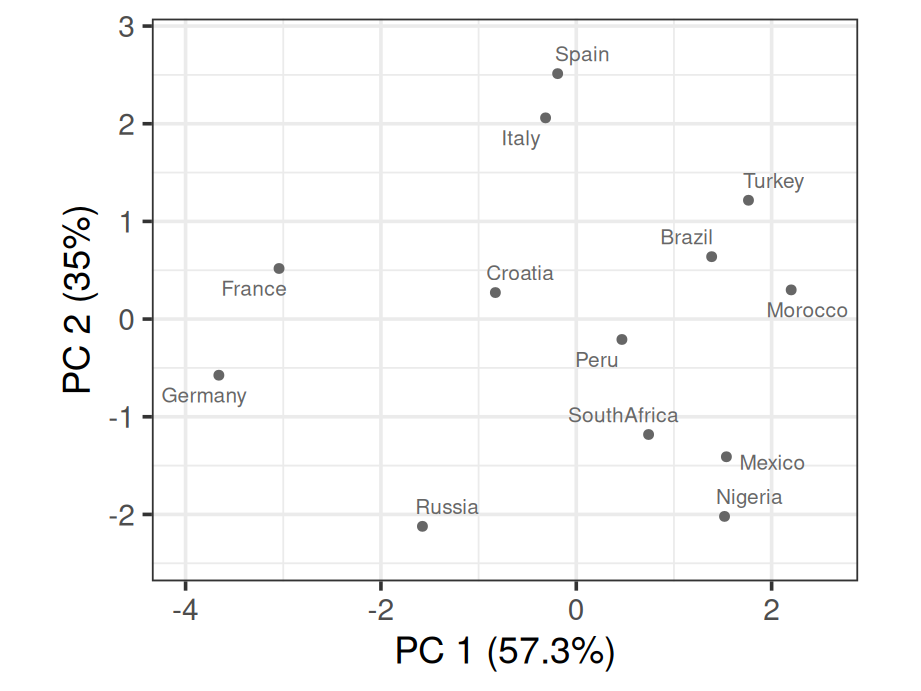 3
Spain
2
Italy
Turkey
1
Brazil
Croatia
France
Morocco
0
Peru
Germany
-1
SouthAfrica
Mexico
Nigeria
-2
Russia
-4
-2
0
2
PC 1 (57.3%)
PC 2 (35%)